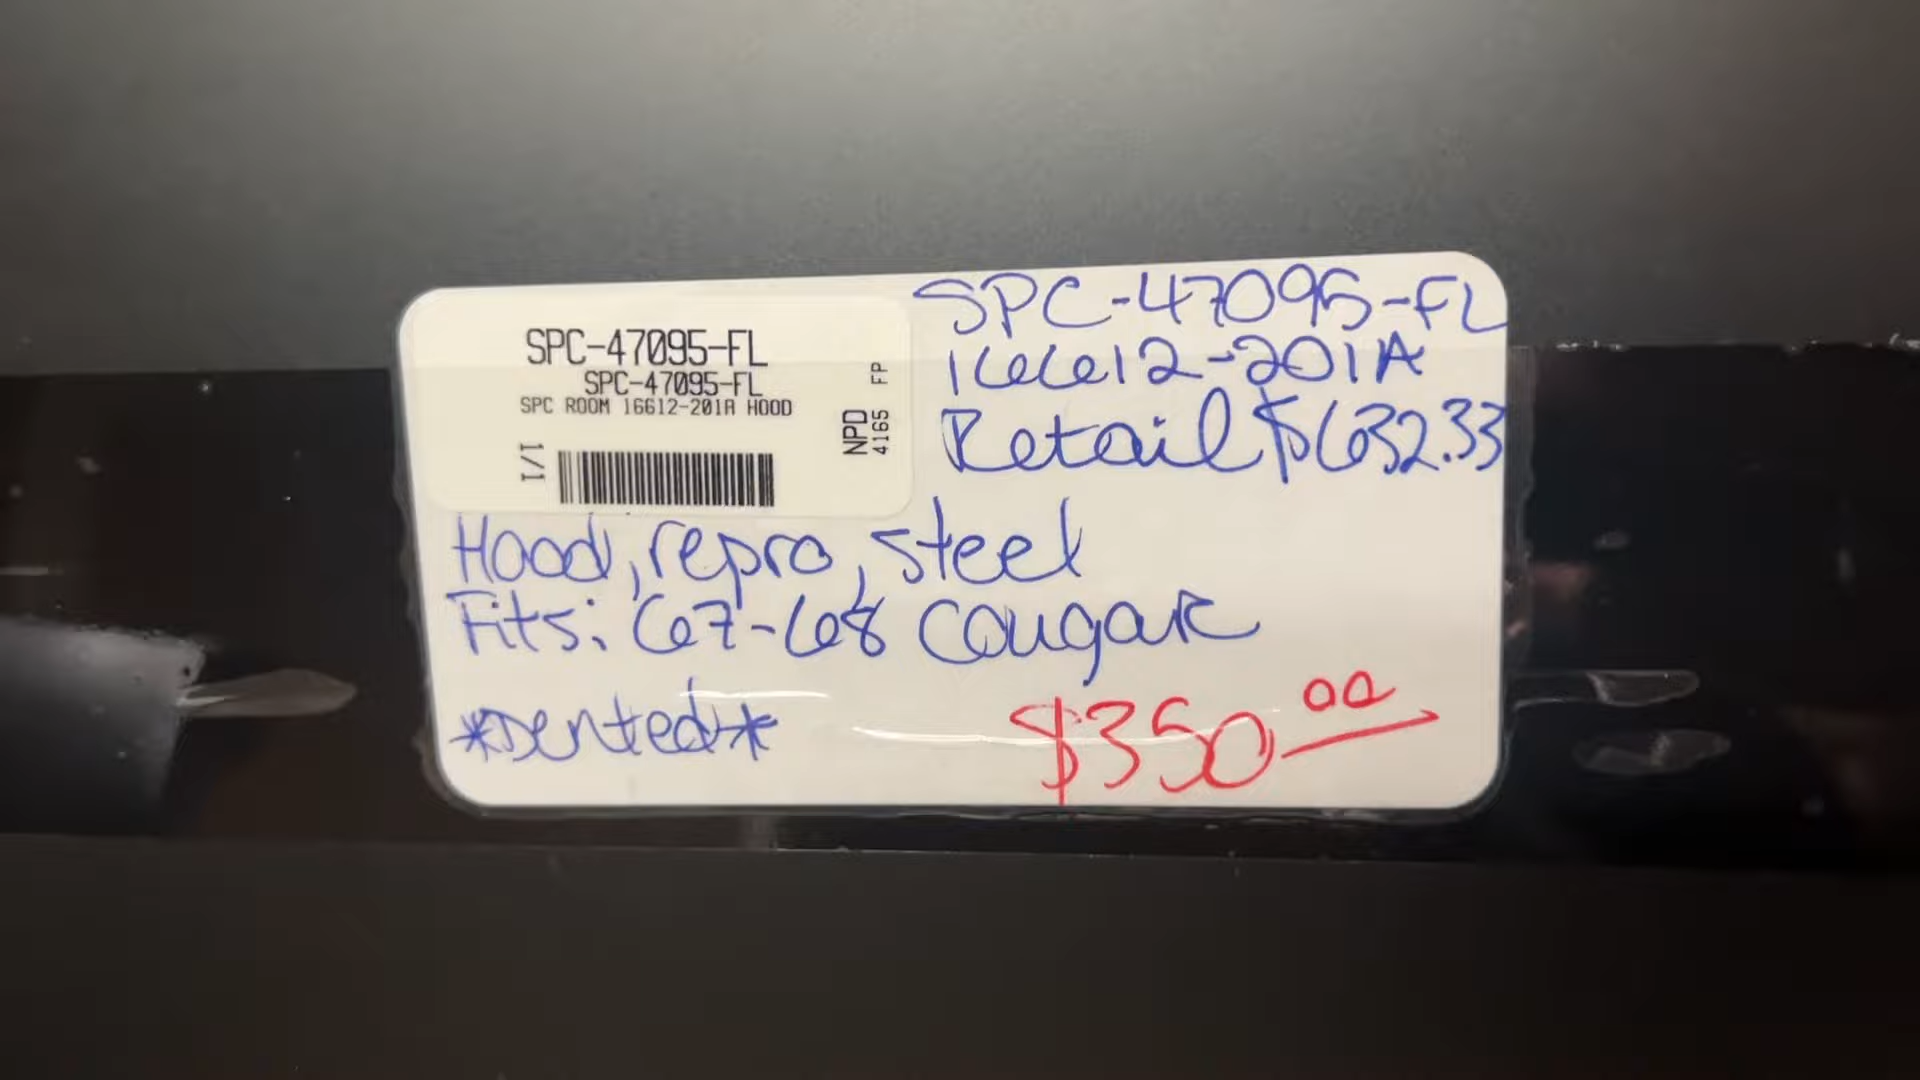 SPC-47095-FL
SPC-47095-FL
SPC ROOM 16612-201A HOOD
1/1
NPD
4165 FP
SPC-47095-FL
16612-201A
Retail $632.33
Hood, repro, steel
Fits: 67-68 Cougar
*Dented*
$350.00